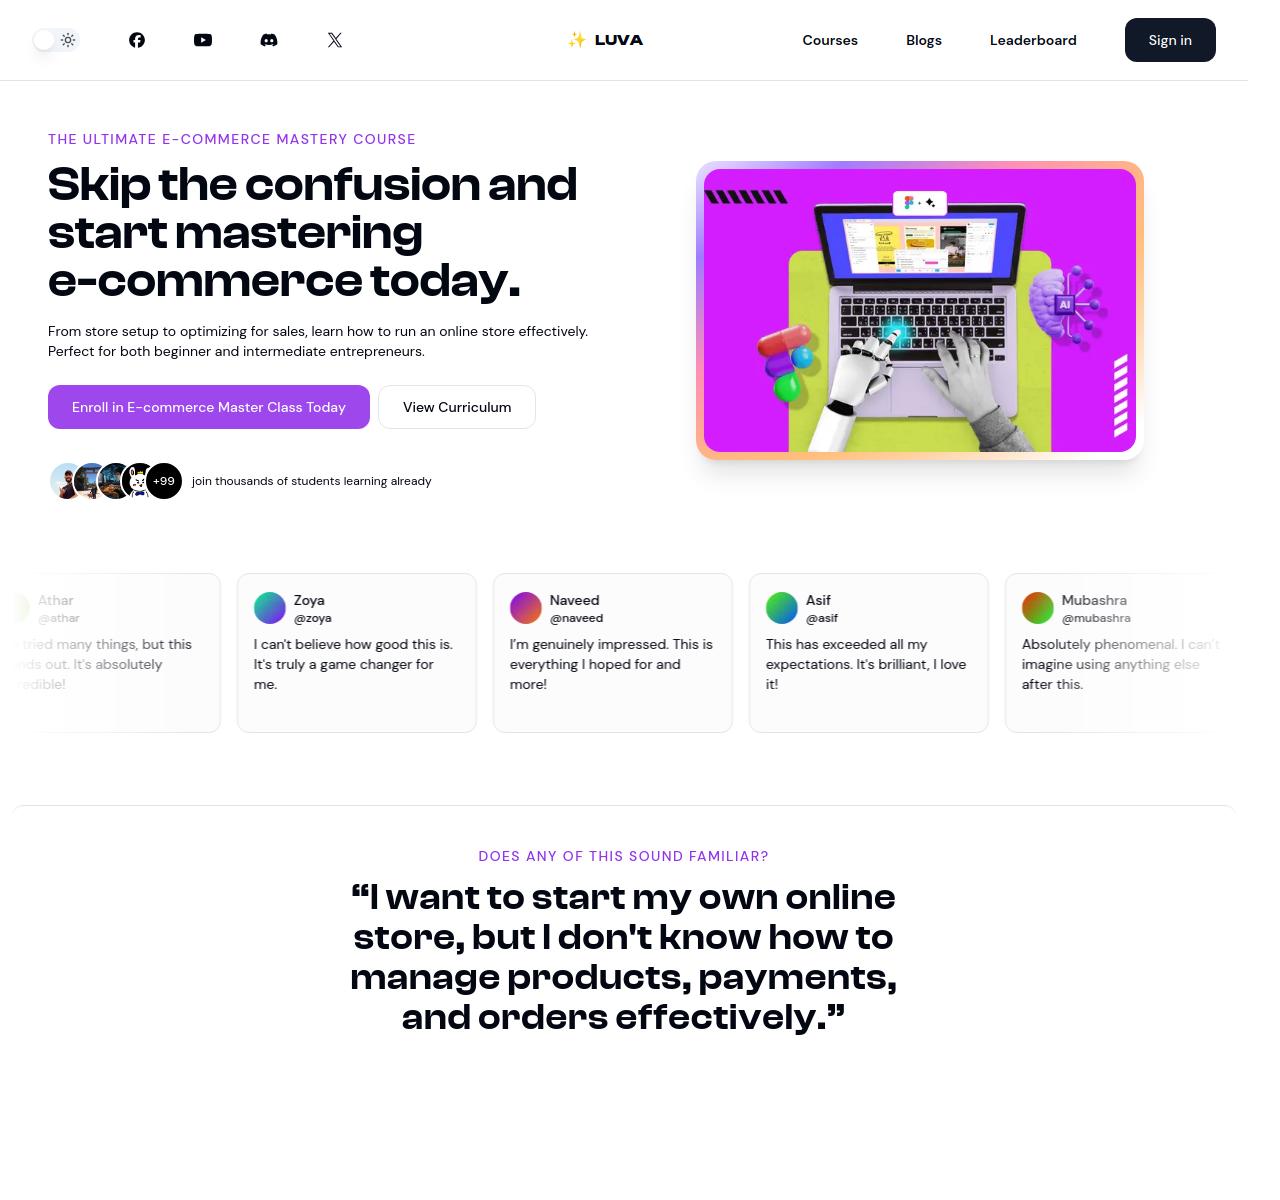 LUVA
Courses
Blogs
Leaderboard
Sign in
THE ULTIMATE E-COMMERCE MASTERY COURSE
Skip the confusion and
start mastering
e-commerce today.
From store setup to optimizing for sales, learn how to run an online store effectively.
Perfect for both beginner and intermediate entrepreneurs.
Enroll in E-commerce Master Class Today
View Curriculum
+99
join thousands of students learning already
AI
Athar
@athar
tried many things, but this
out. It's absolutely
Zoya
@zoya
I can't believe how good this is.
It's truly a game changer for
me.
Naveed
@naveed
I'm genuinely impressed. This is
everything I hoped for and
more!
Asif
@asif
This has exceeded all my
expectations. It's brilliant, I love
it!
Mubashra
@mubashra
Absolutely phenomenal. I can't
imagine using anything else
after this.
DOES ANY OF THIS SOUND FAMILIAR?
“I want to start my own online
store, but I don't know how to
manage products, payments,
and orders effectively.”